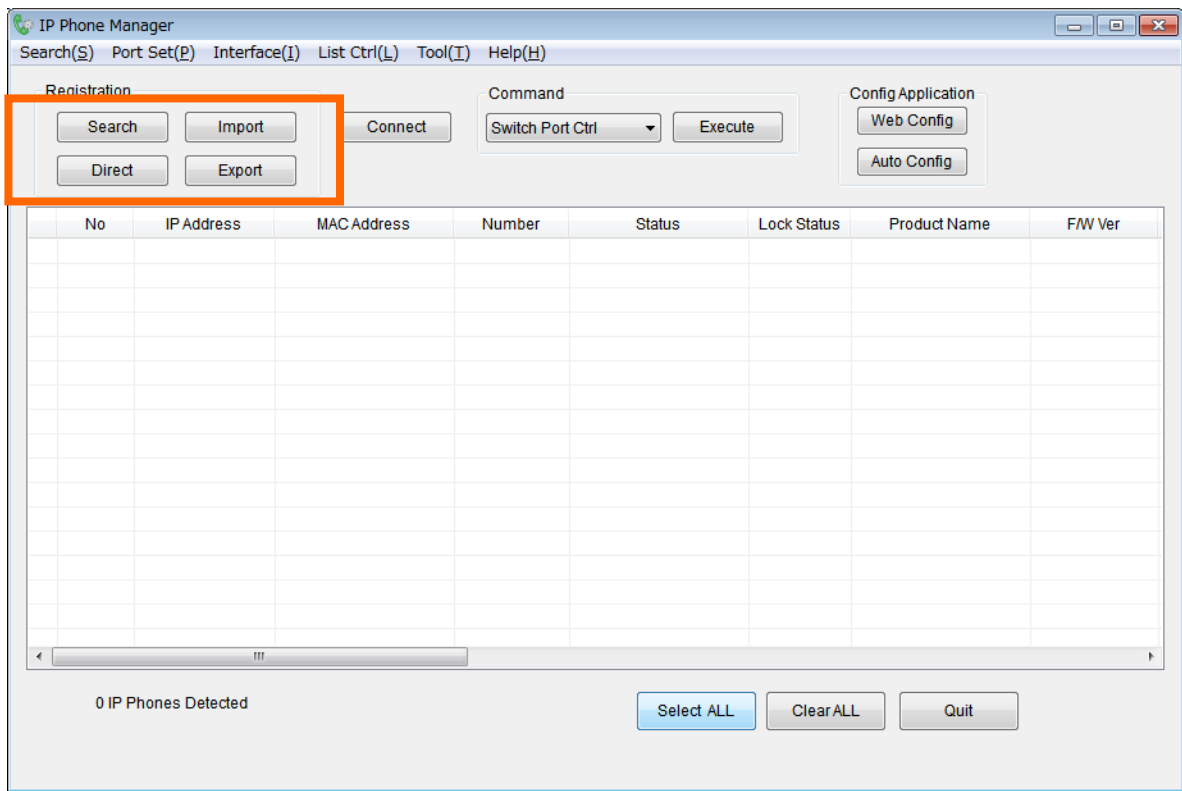 IP Phone Manager
Search(S) Port Set(P) Interface(I) List Ctrl(L) Tool(T) Help(H)
Registration
Search Import
Direct Export
Connect
Command
Switch Port Ctrl Execute
Config Application
Web Config
Auto Config
No IP Address MAC Address Number Status Lock Status Product Name F/W Ver
0 IP Phones Detected
Select ALL Clear ALL Quit